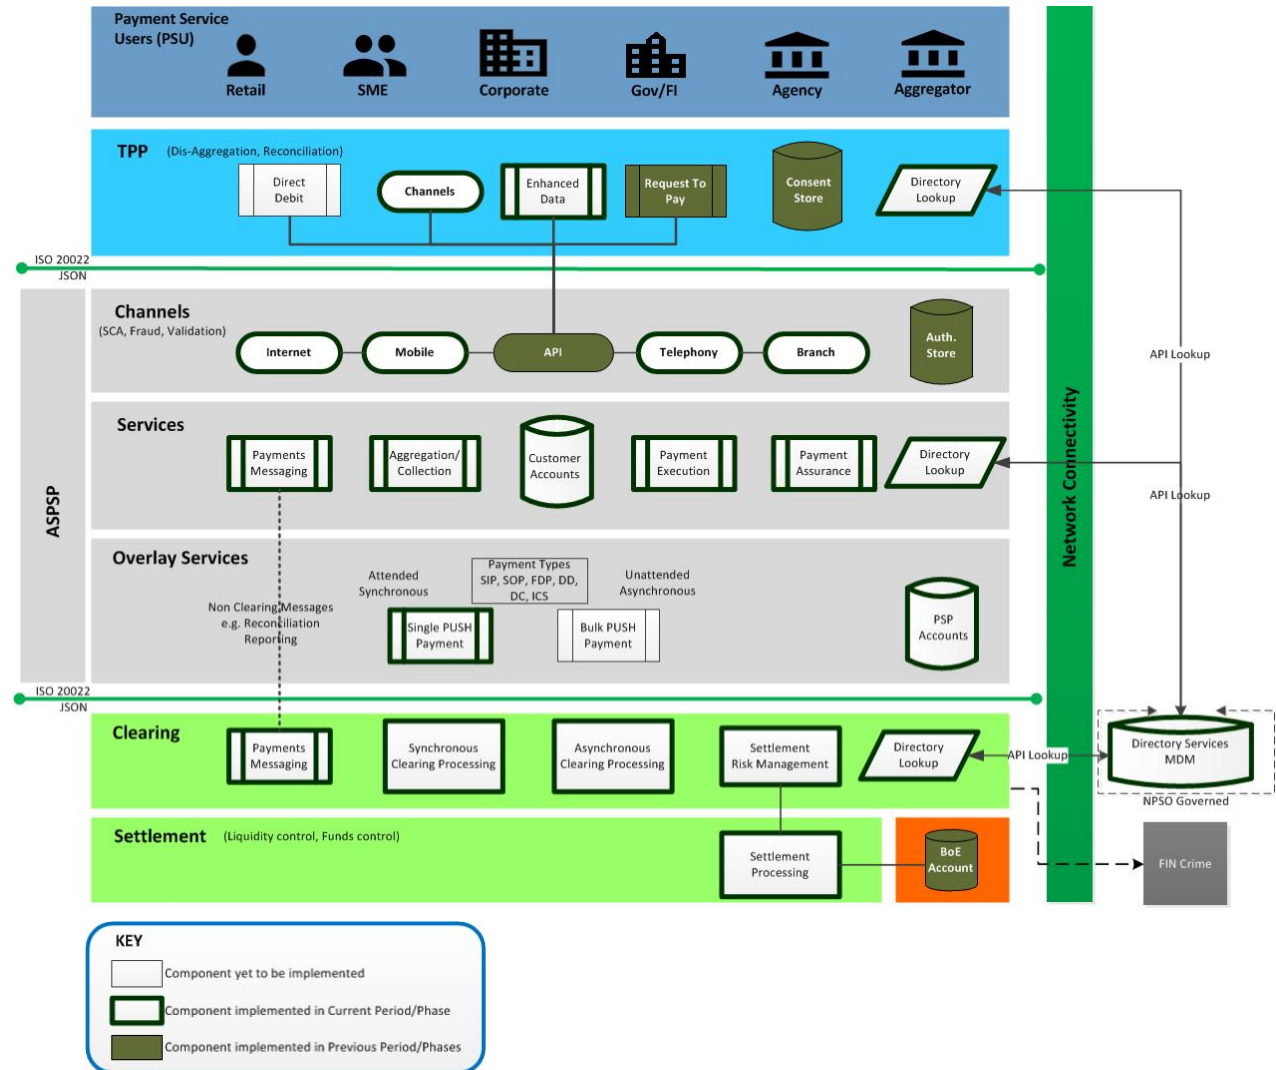 Payment Service
Users (PSU)
Retail
SME
Corporate
Gov/FI
Agency
Aggregator
TPP
(Dis-Aggregation, Reconciliation)
Direct
Debit
Channels
Enhanced
Data
Request To
Pay
Consent
Store
Directory
Lookup
ISO 20022
JSON
ASPSP
Channels
(SCA, Fraud, Validation)
Internet
Mobile
API
Telephony
Branch
Auth.
Store
API Lookup
Network Connectivity
Services
Payments
Messaging
Aggregation/
Collection
Customer
Accounts
Payment
Execution
Payment
Assurance
Directory
Lookup
API Lookup
Overlay Services
Attended
Synchronous
Payment Types
SIP, SOP, FDP, DD,
DC, ICS
Unattended
Asynchronous
Non Clearing Messages
e.g. Reconciliation
Reporting
Single PUSH
Payment
Bulk PUSH
Payment
PSP
Accounts
ISO 20022
JSON
Clearing
Payments
Messaging
Synchronous
Clearing Processing
Asynchronous
Clearing Processing
Settlement
Risk Management
Directory
Lookup
API Lookup
Directory Services
MDM
NPSO Governed
Settlement
(Liquidity control, Funds control)
Settlement
Processing
BoE
Account
FIN Crime
KEY
Component yet to be implemented
Component implemented in Current Period/Phase
Component implemented in Previous Period/Phases